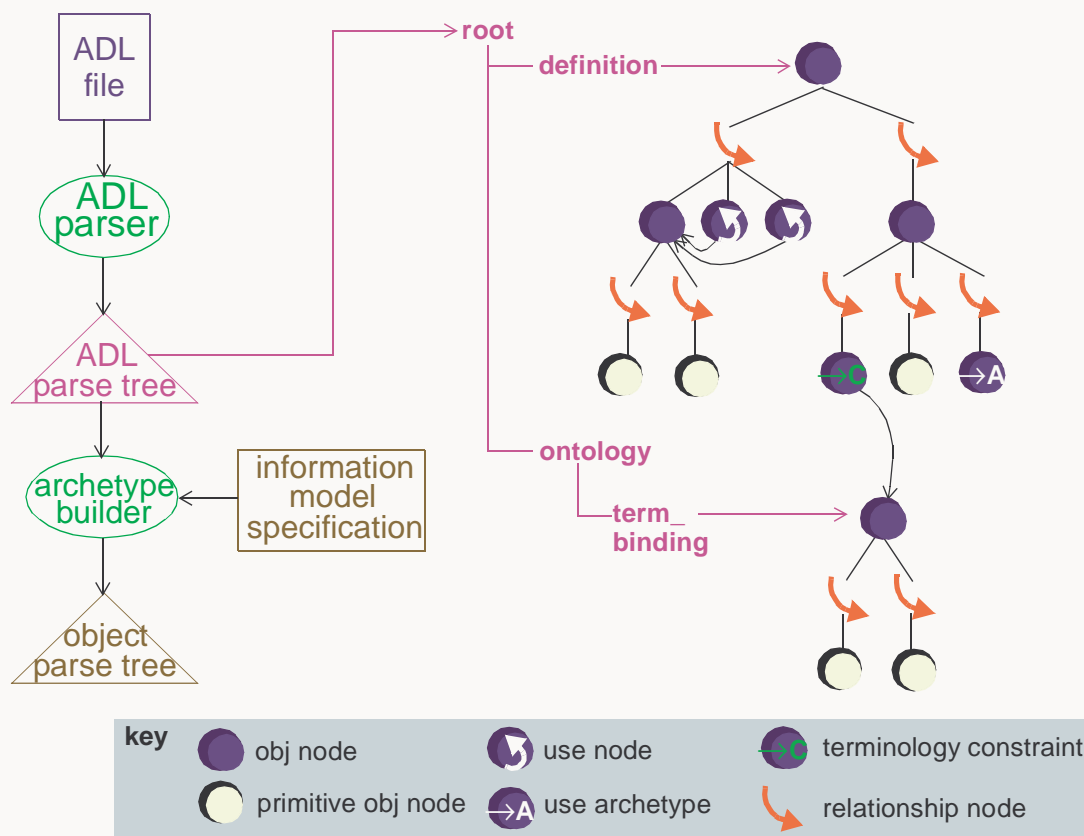 ADL
file
ADL
parser
ADL
parse tree
archetype
builder
information
model
specification
object
parse tree
root
definition
ontology
term_
binding
C
A
key
obj node
use node
C terminology constraint
primitive obj node
A use archetype
relationship node